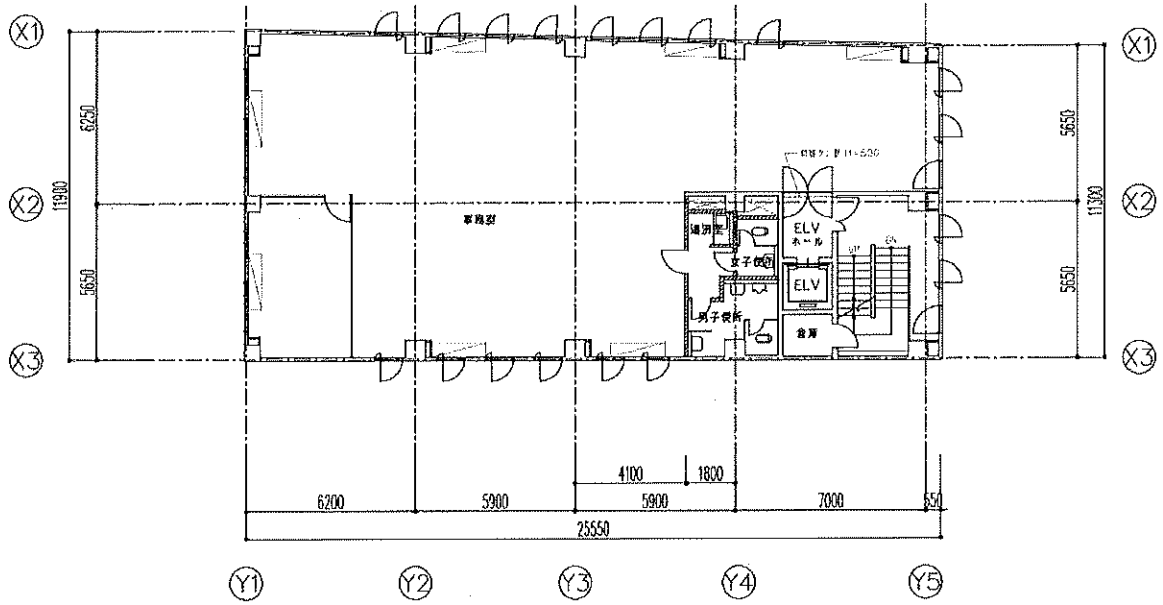 X1
X1
6250
5650
11900
11300
X2
X2
事務室
湯沸室
ELV
ホール
女子便所
UP
DN
ELV
5650
5650
男子便所
倉庫
X3
X3
4100
1800
6200
5900
5900
7000
550
25550
Y1
Y2
Y3
Y4
Y5